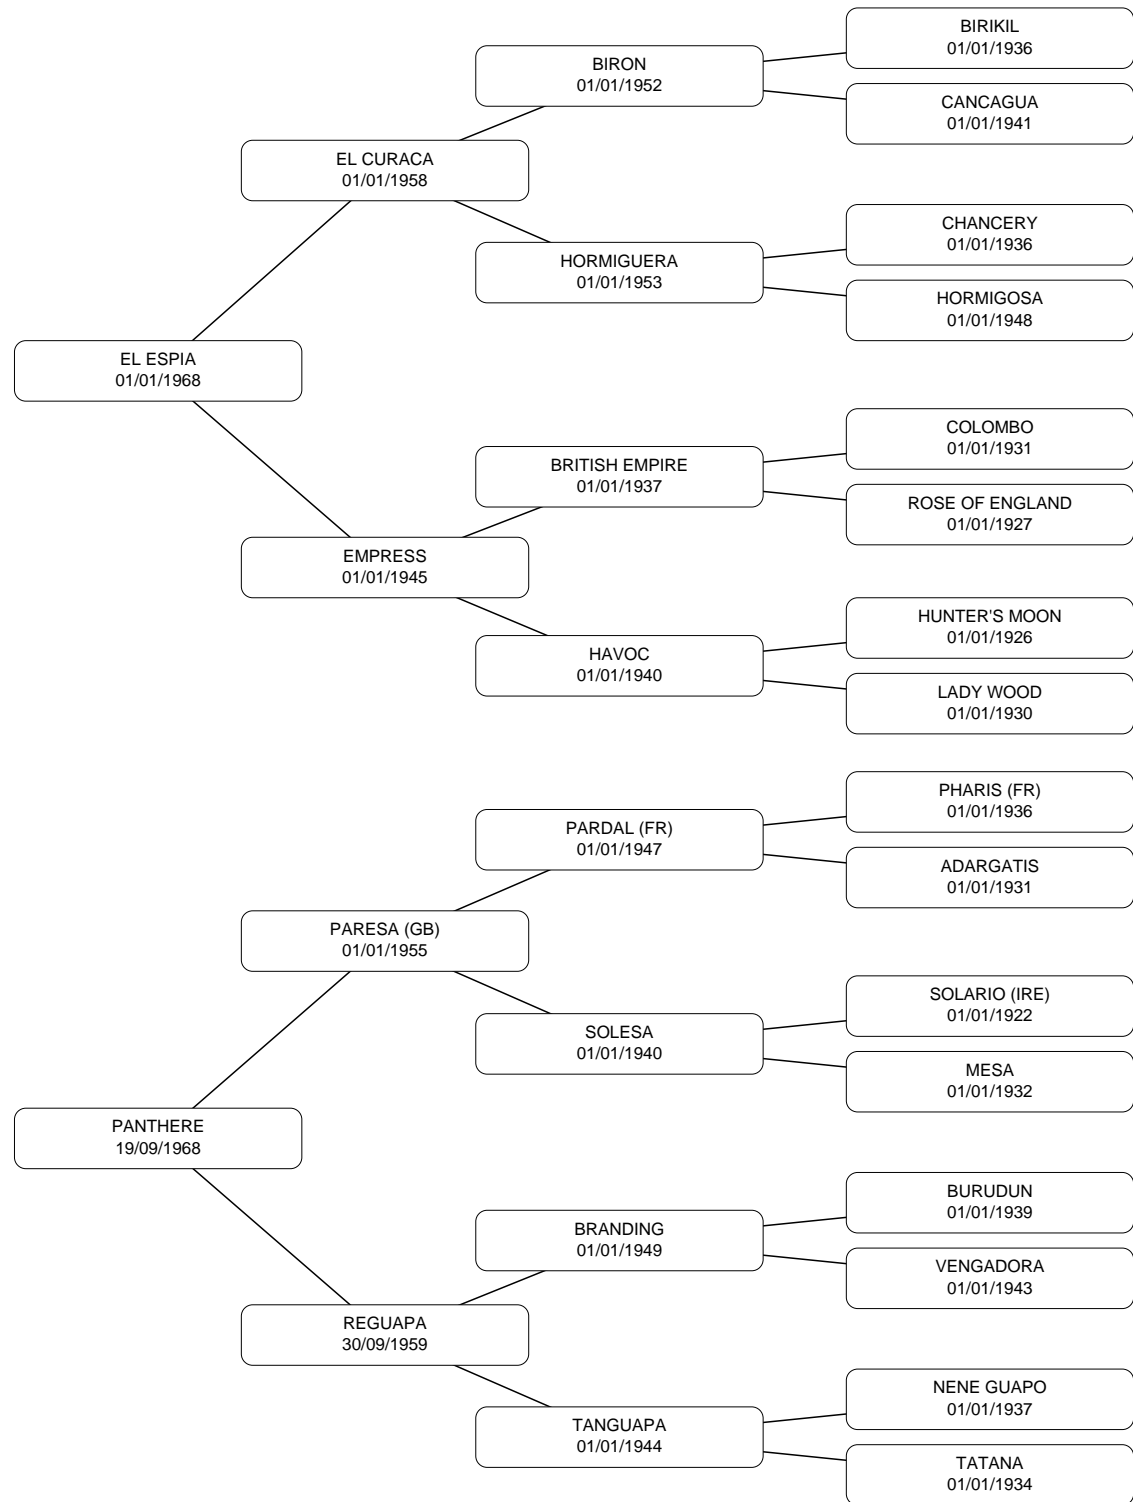 BIRIKIL
01/01/1936
BIRON
01/01/1952
CANCAGUA
01/01/1941
EL CURACA
01/01/1958
CHANCERY
01/01/1936
HORMIGUERA
01/01/1953
HORMIGOSA
01/01/1948
EL ESPIA
01/01/1968
COLOMBO
01/01/1931
BRITISH EMPIRE
01/01/1937
ROSE OF ENGLAND
01/01/1927
EMPRESS
01/01/1945
HUNTER'S MOON
01/01/1926
HAVOC
01/01/1940
LADY WOOD
01/01/1930
PHARIS (FR)
01/01/1936
PARDAL (FR)
01/01/1947
ADARGATIS
01/01/1931
PARESA (GB)
01/01/1955
SOLARIO (IRE)
01/01/1922
SOLESA
01/01/1940
MESA
01/01/1932
PANTHERE
19/09/1968
BURUDUN
01/01/1939
BRANDING
01/01/1949
VENGADORA
01/01/1943
REGUAPA
30/09/1959
NENE GUAPO
01/01/1937
TANGUAPA
01/01/1944
TATANA
01/01/1934